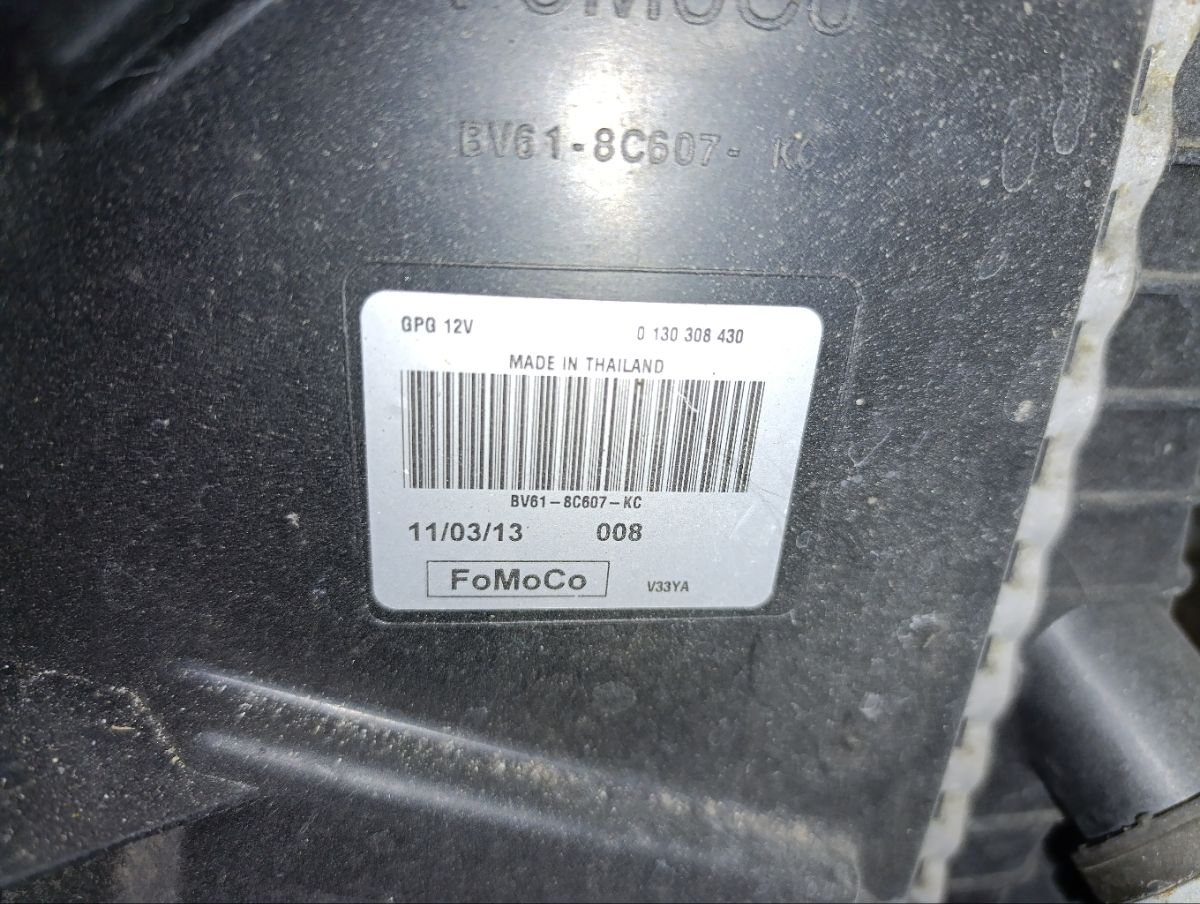 FoMoCo
BV61-8C607- KC
GPG 12V 0 130 308 430
MADE IN THAILAND
BV61-8C607-KC
11/03/13 008
FoMoCo V33YA